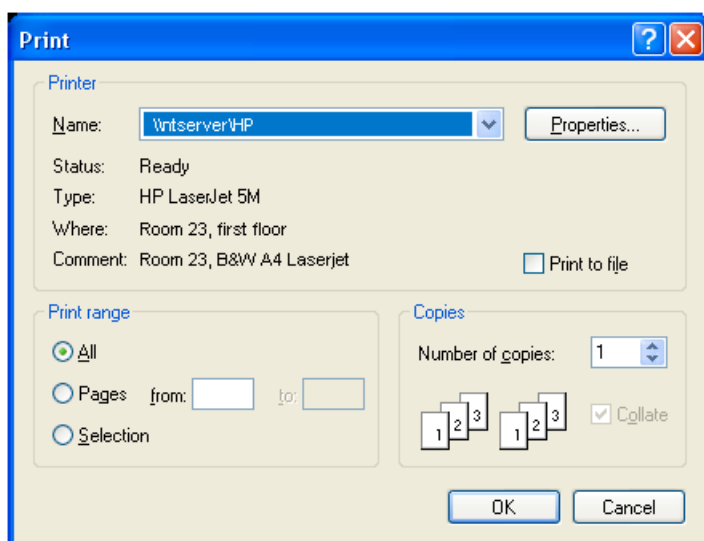 Print
Printer
Name: \\ntserver\HP Properties...
Status: Ready
Type: HP LaserJet 5M
Where: Room 23, first floor
Comment: Room 23, B&W A4 Laserjet
Print to file
Print range
All
Pages from: to:
Selection
Copies
Number of copies: 1
1 2 3 1 2 3
Collate
OK Cancel